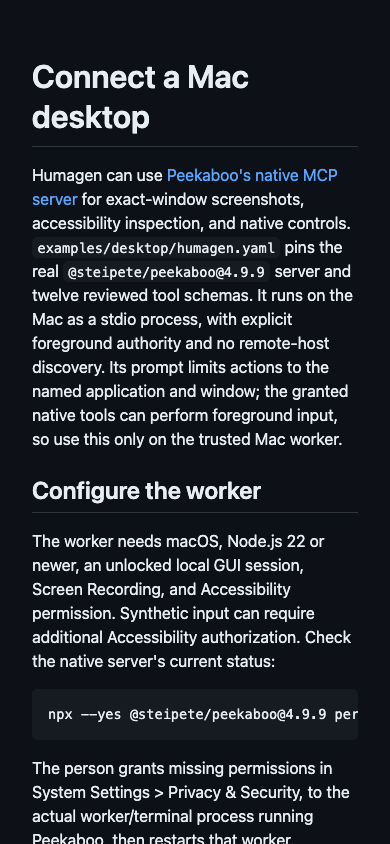 Connect a Mac
desktop
Humagen can use Peekaboo's native MCP
server for exact-window screenshots,
accessibility inspection, and native controls.
examples/desktop/humagen.yaml pins the
real @steipete/peekaboo@4.9.9 server and
twelve reviewed tool schemas. It runs on the
Mac as a stdio process, with explicit
foreground authority and no remote-host
discovery. Its prompt limits actions to the
named application and window; the granted
native tools can perform foreground input,
so use this only on the trusted Mac worker.
Configure the worker
The worker needs macOS, Node.js 22 or
newer, an unlocked local GUI session,
Screen Recording, and Accessibility
permission. Synthetic input can require
additional Accessibility authorization. Check
the native server's current status:
npx --yes @steipete/peekaboo@4.9.9 per
The person grants missing permissions in
System Settings > Privacy & Security, to the
actual worker/terminal process running
Peekaboo, then restarts that worker.